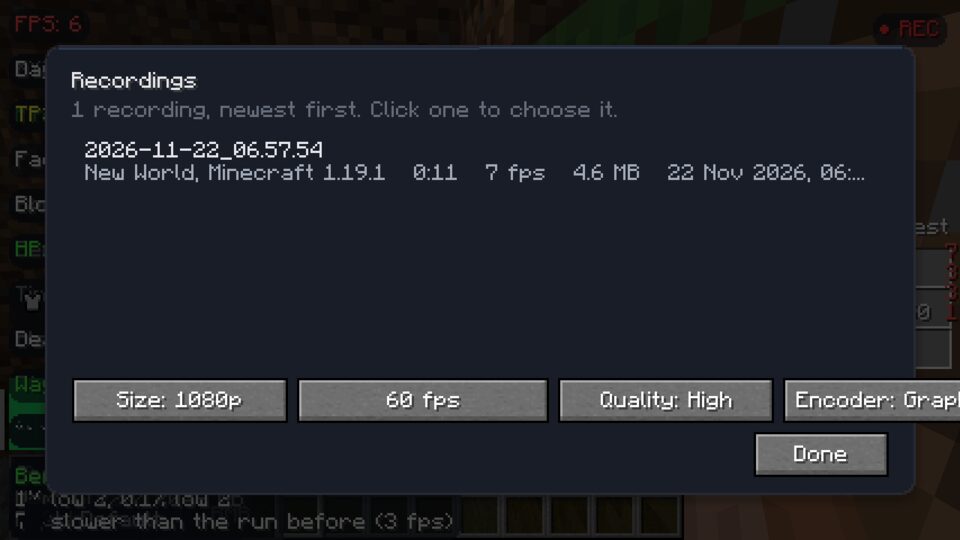 FPS: 6
● REC
Recordings
1 recording, newest first. Click one to choose it.
2026-11-22_06.57.54
New World, Minecraft 1.19.1 0:11 7 fps 4.6 MB 22 Nov 2026, 06:...
Size: 1080p
60 fps
Quality: High
Encoder: Grap
Done
slower than the run before (3 fps)